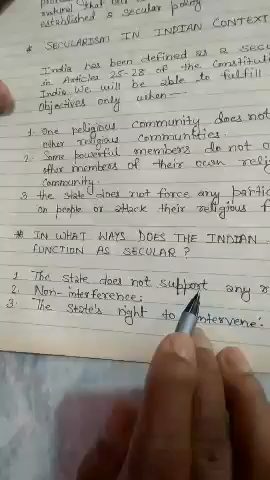 established a secular policy
* SECULARISM IN INDIAN CONTEXT
India has been defined as a secu
in Articles 25-28 of the Constitut
India. We will be able to fulfill
objectives only when—
1. One religious community does not
other religious communities.
2. Some powerful members do not o
other members of their own reli
community.
3. the state does not force any partic
on people or attack their religious f
* IN WHAT WAYS DOES THE INDIAN
FUNCTION AS SECULAR ?
1. The state does not support any r
2. Non-interference:
3. The State's right to intervene: